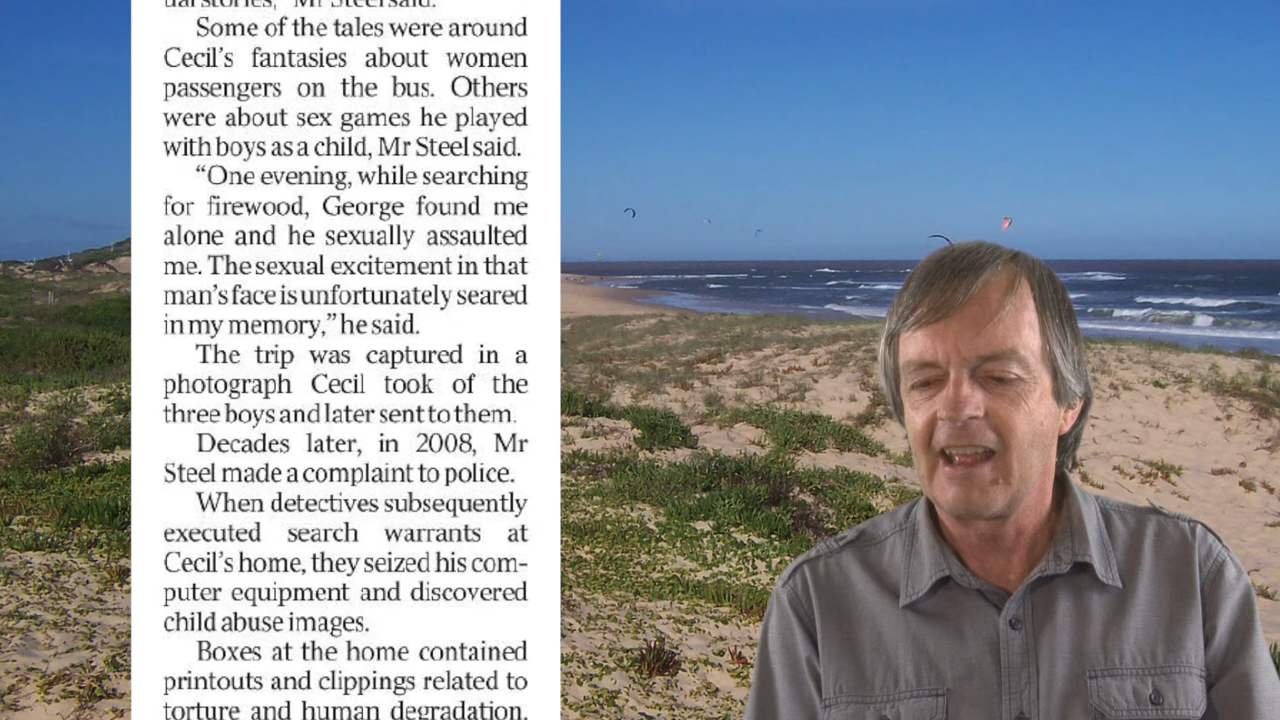 ual stories," Mr Steel said.
Some of the tales were around
Cecil's fantasies about women
passengers on the bus. Others
were about sex games he played
with boys as a child, Mr Steel said.
“One evening, while searching
for firewood, George found me
alone and he sexually assaulted
me. The sexual excitement in that
man's face is unfortunately seared
in my memory,” he said.
The trip was captured in a
photograph Cecil took of the
three boys and later sent to them.
Decades later, in 2008, Mr
Steel made a complaint to police.
When detectives subsequently
executed search warrants at
Cecil's home, they seized his com-
puter equipment and discovered
child abuse images.
Boxes at the home contained
printouts and clippings related to
torture and human degradation.